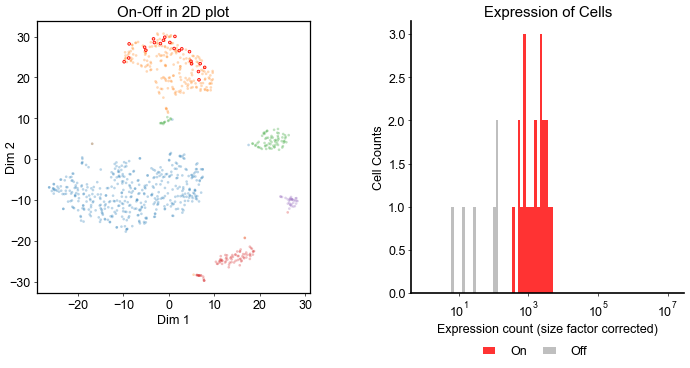 On-Off in 2D plot
Dim 2
30
20
10
0
−10
−20
−30
−20 −10 0 10 20 30
Dim 1
Expression of Cells
Cell Counts
3.0
2.5
2.0
1.5
1.0
0.5
0.0
10^1 10^3 10^5 10^7
Expression count (size factor corrected)
On Off